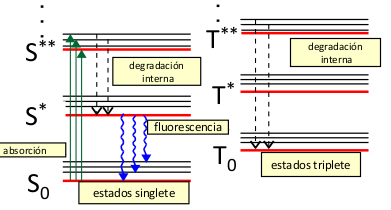 S**
degradación
interna
S*
fluorescencia
absorción
S0
estados singlete
T**
degradación
interna
T*
T0
estados triplete